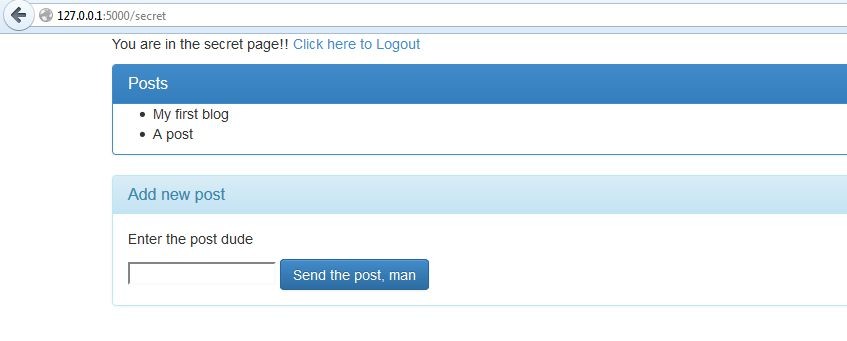 127.0.0.1:5000/secret
You are in the secret page!! Click here to Logout
Posts
My first blog
A post
Add new post
Enter the post dude
Send the post, man